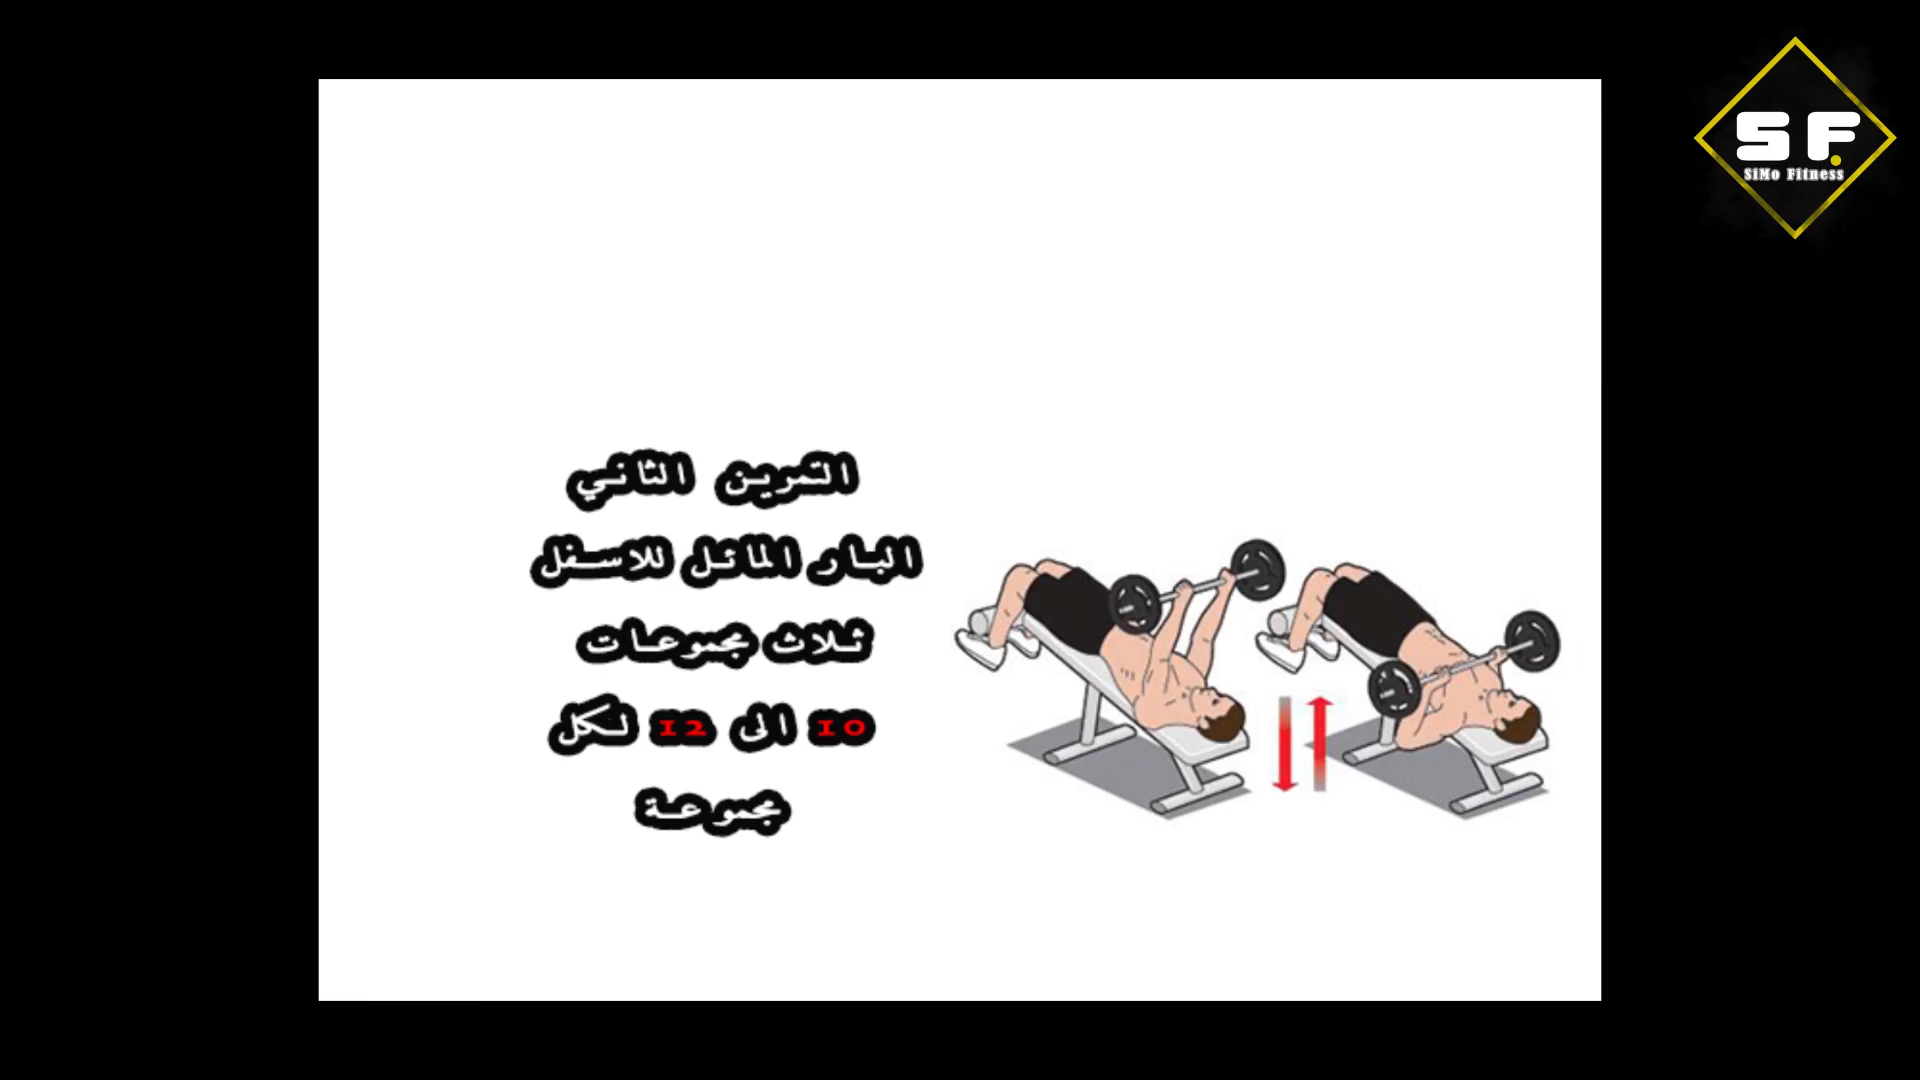 SF.
SiMo Fitness
التمرين الثاني
البار المائل للاسفل
ثلاث مجموعات
10 الى 12 لكل
مجموعة